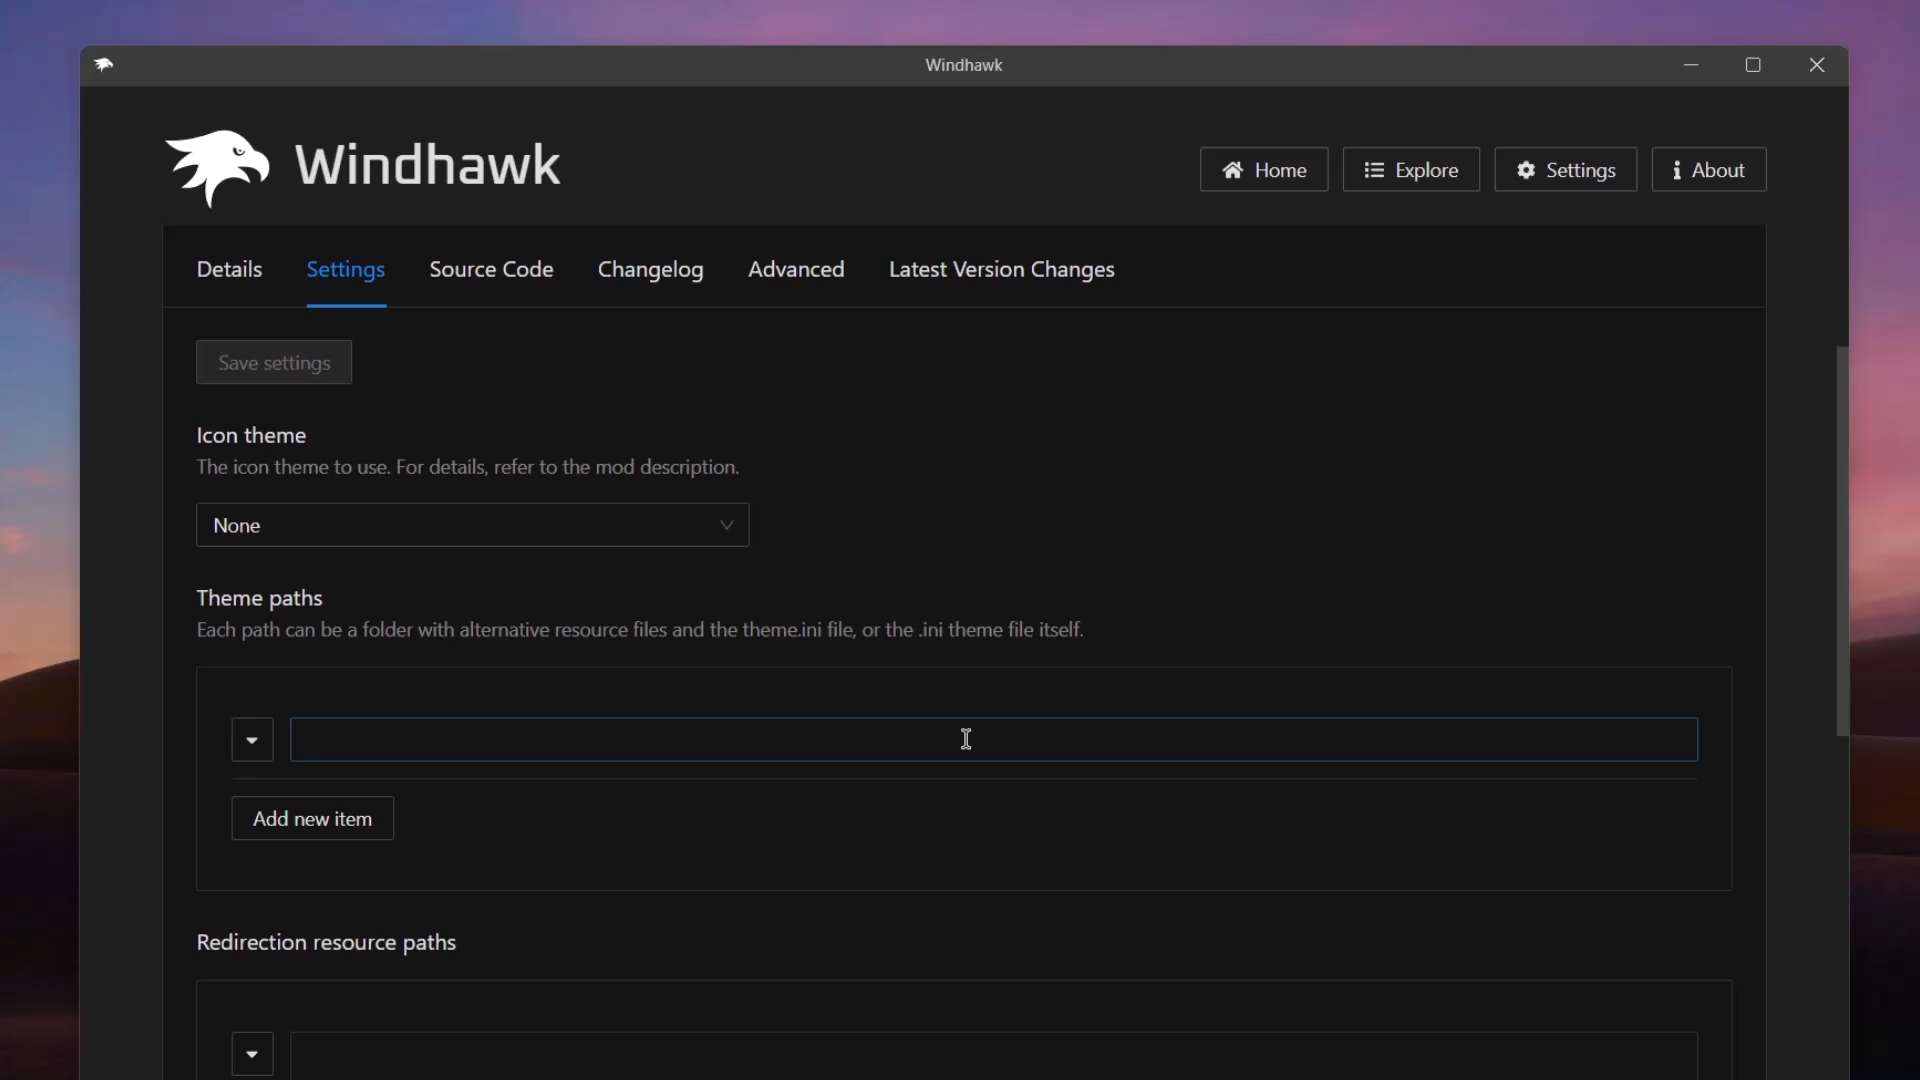 Windhawk
Windhawk
Home
Explore
Settings
About
Details
Settings
Source Code
Changelog
Advanced
Latest Version Changes
Save settings
Icon theme
The icon theme to use. For details, refer to the mod description.
None
Theme paths
Each path can be a folder with alternative resource files and the theme.ini file, or the .ini theme file itself.
Add new item
Redirection resource paths